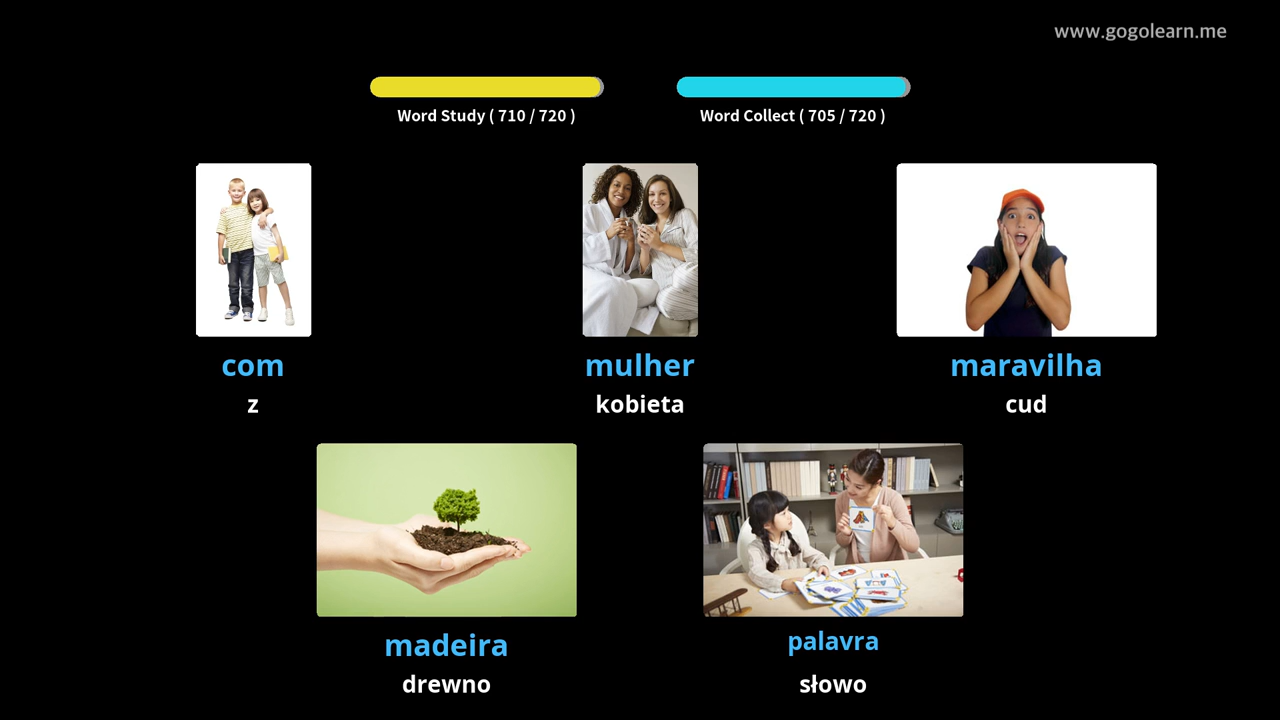 www.gogolearn.me
Word Study ( 710 / 720 )
Word Collect ( 705 / 720 )
com
z
mulher
kobieta
maravilha
cud
madeira
drewno
palavra
słowo